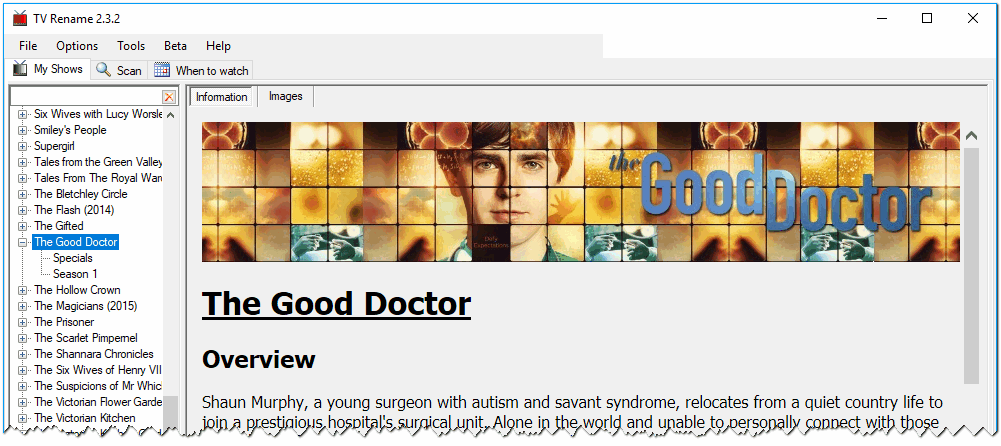 TV Rename 2.3.2
File Options Tools Beta Help
My Shows Scan When to watch
Information Images
Six Wives with Lucy Worsle
Smiley's People
Supergirl
Tales from the Green Valley
Tales From The Royal Ward
The Bletchley Circle
The Flash (2014)
The Gifted
The Good Doctor
Specials
Season 1
The Hollow Crown
The Magicians (2015)
The Prisoner
The Scarlet Pimpernel
The Shannara Chronicles
The Six Wives of Henry VII
The Suspicions of Mr Whic
The Victorian Flower Garde
The Victorian Kitchen
the Good Doctor
Defy
Expectations
The Good Doctor
Overview
Shaun Murphy, a young surgeon with autism and savant syndrome, relocates from a quiet country life to
join a prestigious hospital's surgical unit. Alone in the world and unable to personally connect with those